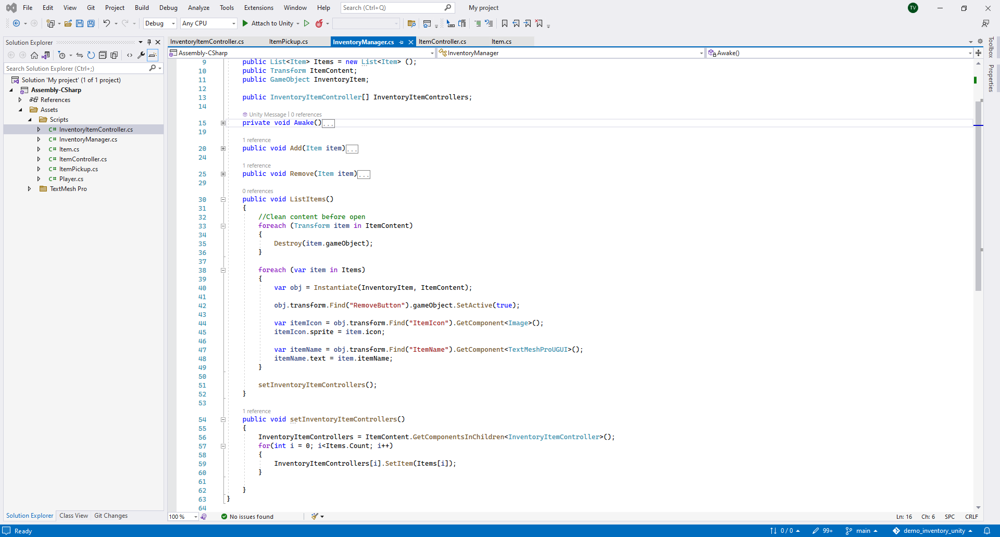 File Edit View Git Project Build Debug Analyze Tools Extensions Window Help Search (Ctrl+Q) My project TV
Debug Any CPU Attach to Unity
Solution Explorer
Search Solution Explorer (Ctrl+;)
Solution 'My project' (1 of 1 project)
Assembly-CSharp
References
Assets
Scripts
C# InventoryItemController.cs
C# InventoryManager.cs
C# Item.cs
C# ItemController.cs
C# ItemPickup.cs
C# Player.cs
TextMesh Pro
Solution Explorer Class View Git Changes
InventoryItemController.cs ItemPickup.cs InventoryManager.cs ItemController.cs Item.cs
Assembly-CSharp InventoryManager Awake()
9 public List<Item> Items = new List<Item> ();
10 public Transform ItemContent;
11 public GameObject InventoryItem;
12
13 public InventoryItemController[] InventoryItemControllers;
14
Unity Message | 0 references
15 private void Awake()...
19
1 reference
20 public void Add(Item item)...
24
1 reference
25 public void Remove(Item item)...
29
0 references
30 public void ListItems()
31 {
32 //Clean content before open
33 foreach (Transform item in ItemContent)
34 {
35 Destroy(item.gameObject);
36 }
37
38 foreach (var item in Items)
39 {
40 var obj = Instantiate(InventoryItem, ItemContent);
41
42 obj.transform.Find("RemoveButton").gameObject.SetActive(true);
43
44 var itemIcon = obj.transform.Find("ItemIcon").GetComponent<Image>();
45 itemIcon.sprite = item.icon;
46
47 var itemName = obj.transform.Find("ItemName").GetComponent<TextMeshProUGUI>();
48 itemName.text = item.itemName;
49 }
50
51 setInventoryItemControllers();
52 }
53
1 reference
54 public void setInventoryItemControllers()
55 {
56 InventoryItemControllers = ItemContent.GetComponentsInChildren<InventoryItemController>();
57 for(int i = 0; i<Items.Count; i++)
58 {
59 InventoryItemControllers[i].SetItem(Items[i]);
60 }
61
62 }
63 }
64
100 % No issues found Ln: 16 Ch: 6 SPC CRLF
Toolbox
Properties
Ready 0 / 0 99+ main demo_inventory_unity